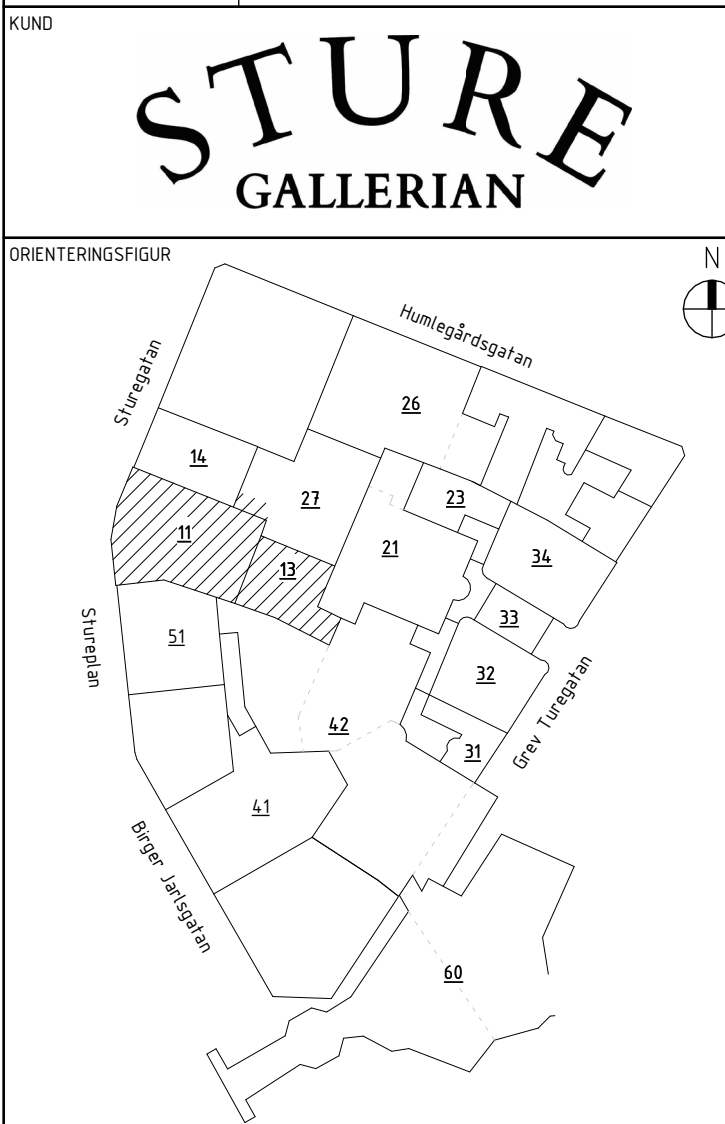 KUND
STURE
GALLERIAN
ORIENTERINGSFIGUR
N
Humlegårdsgatan
Sturegatan
26
14
27
23
11
21
34
13
33
51
Stureplan
32
42
Grev Turegatan
31
41
Birger Jarlsgatan
60